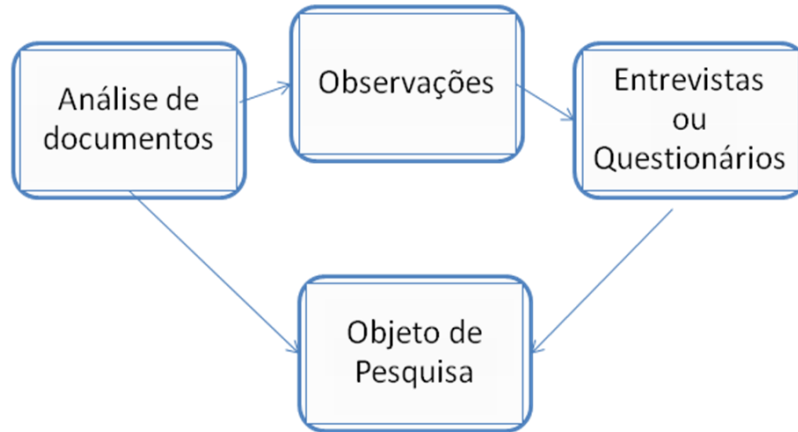 Análise de
documentos
Observações
Entrevistas
ou
Questionários
Objeto de
Pesquisa